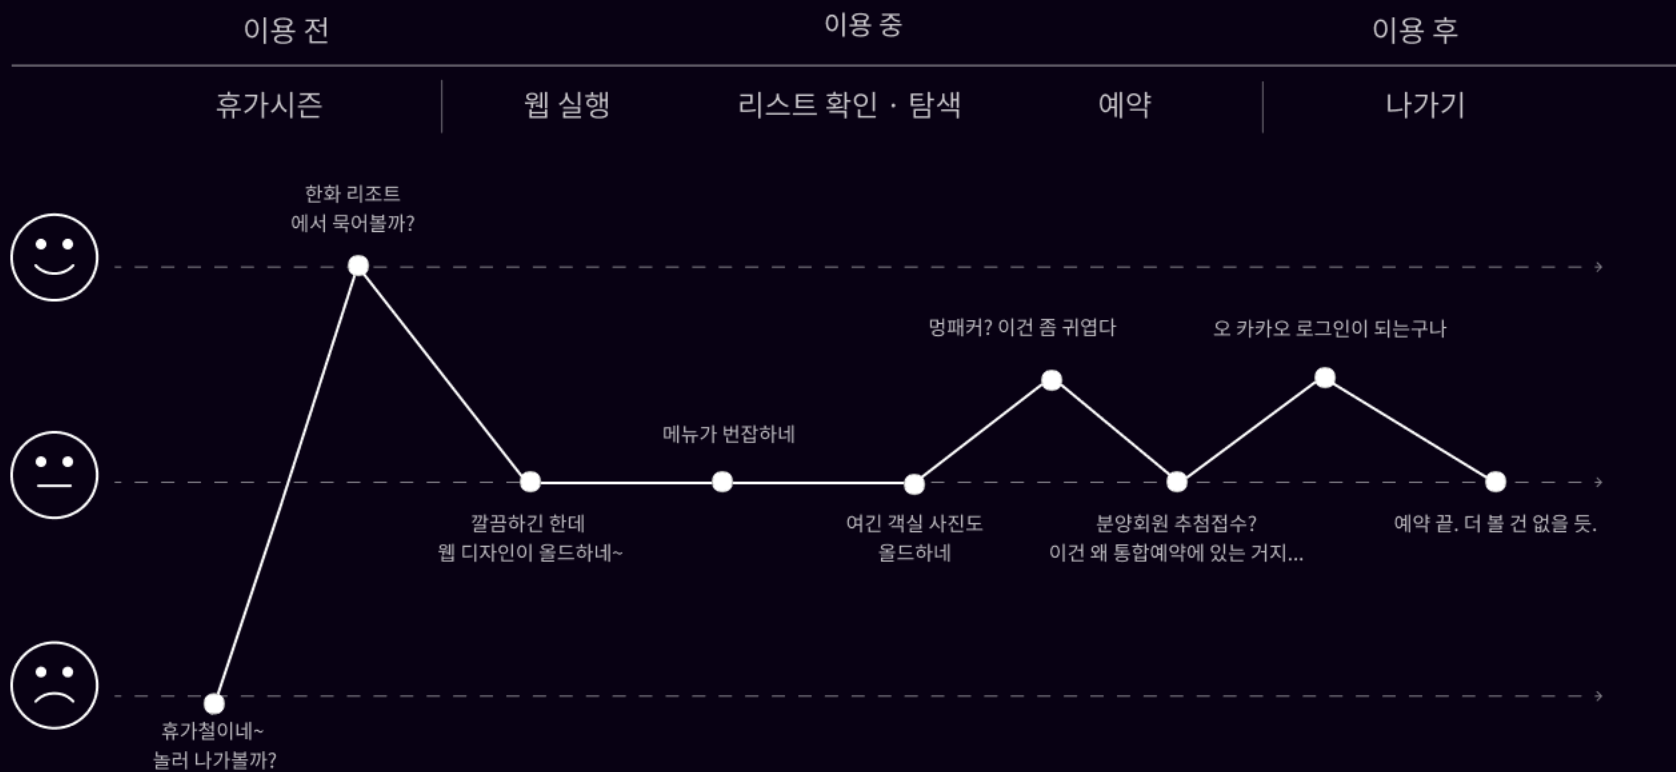 이용 전
이용 중
이용 후
휴가시즌
웹 실행
리스트 확인 · 탐색
예약
나가기
한화 리조트
에서 묵어볼까?
멍패커? 이건 좀 귀엽다
오 카카오 로그인이 되는구나
메뉴가 번잡하네
깔끔하긴 한데
웹 디자인이 올드하네~
여긴 객실 사진도
올드하네
분양회원 추첨접수?
이건 왜 통합예약에 있는 거지...
예약 끝. 더 볼 건 없을 듯.
휴가철이네~
놀러 나가볼까?